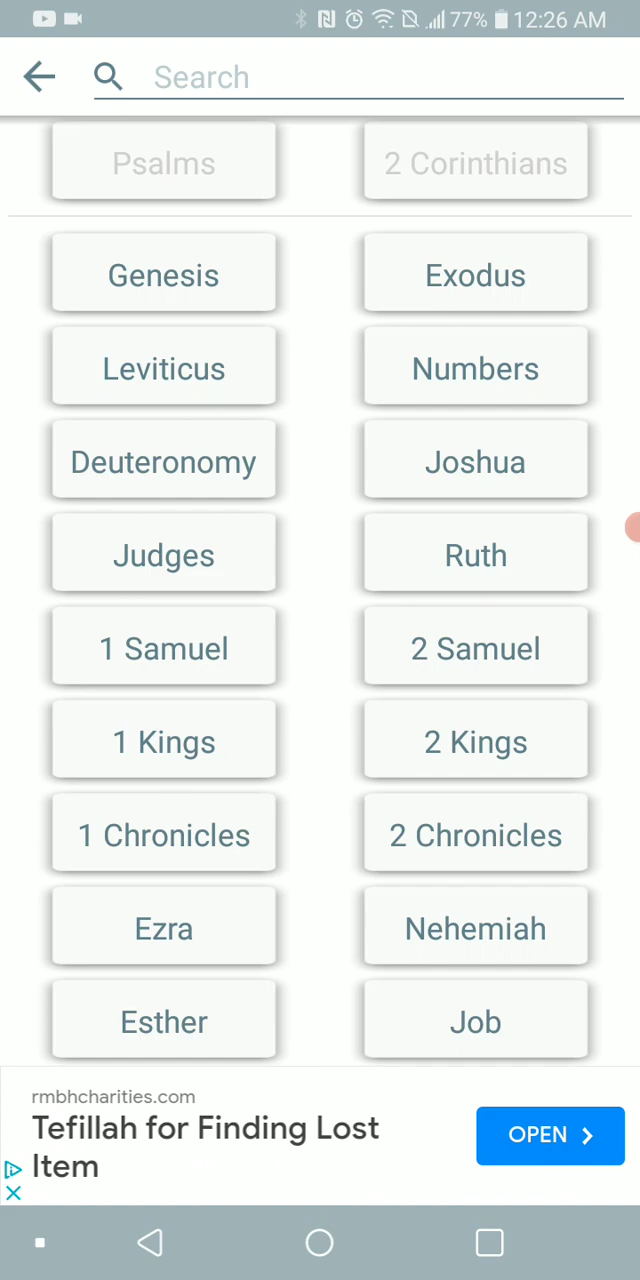 77% 12:26 AM
Search
Psalms 2 Corinthians
Genesis Exodus
Leviticus Numbers
Deuteronomy Joshua
Judges Ruth
1 Samuel 2 Samuel
1 Kings 2 Kings
1 Chronicles 2 Chronicles
Ezra Nehemiah
Esther Job
rmbhcharities.com
Tefillah for Finding Lost
Item
OPEN